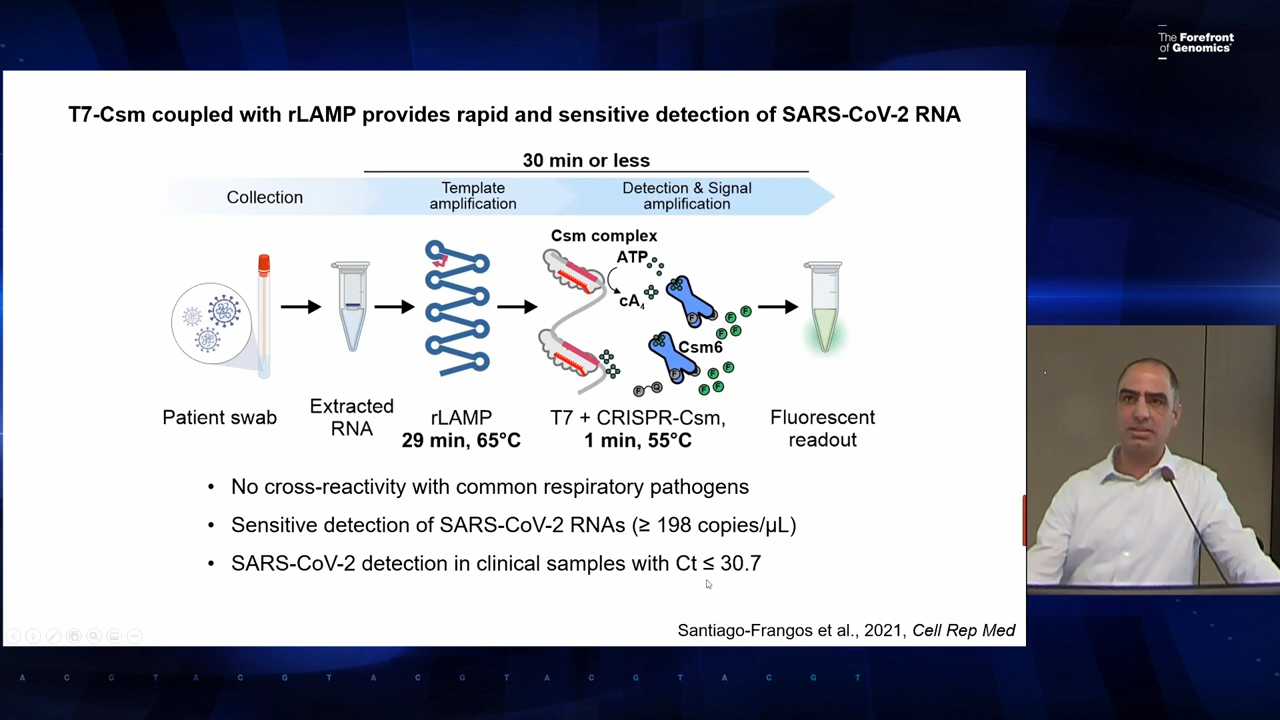 The Forefront
of Genomics
T7-Csm coupled with rLAMP provides rapid and sensitive detection of SARS-CoV-2 RNA
30 min or less
Collection
Template
amplification
Detection & Signal
amplification
Csm complex
ATP
cA4
F
F
F
F
Csm6
F
F
F
F
F
F Q
Patient swab
Extracted
RNA
rLAMP
29 min, 65°C
T7 + CRISPR-Csm,
1 min, 55°C
Fluorescent
readout
• No cross-reactivity with common respiratory pathogens
• Sensitive detection of SARS-CoV-2 RNAs (≥ 198 copies/µL)
• SARS-CoV-2 detection in clinical samples with Ct ≤ 30.7
Santiago-Frangos et al., 2021, Cell Rep Med
A C G T A C G T A C G T A C G T A C G T